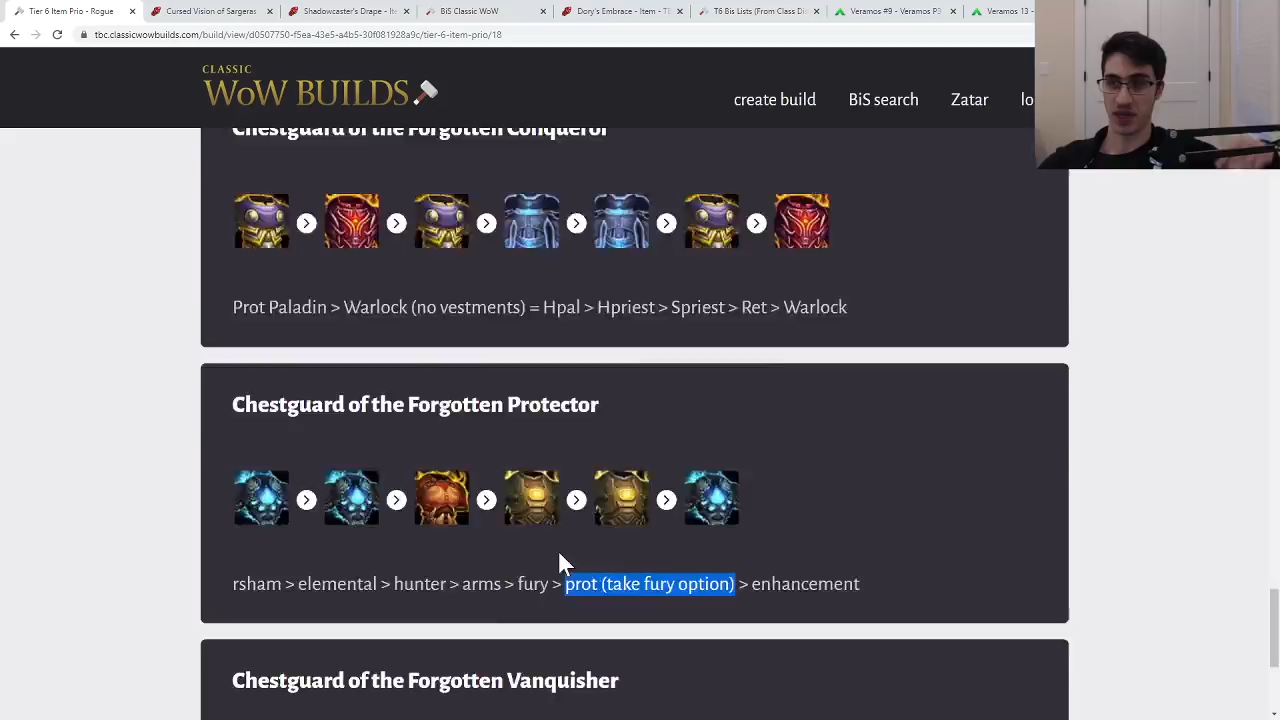 Tier 6 Item Prio - Rogue
Cursed Vision of Sargeras
Shadowcaster's Drape - Ite
BiS Classic WoW
Dory's Embrace - Item - TB
T6 Bis Lists (From Class Dis
Veramos #9 - Veramos P3
Veramos 13 -
tbc.classicwowbuilds.com/build/view/d0507750-f5ea-43e5-a4b5-30f081928a9c/tier-6-item-prio/18
CLASSIC
WoW BUILDS
create build
BiS search
Zatar
lo
Chestguard of the Forgotten Conqueror
Prot Paladin > Warlock (no vestments) = Hpal > Hpriest > Spriest > Ret > Warlock
Chestguard of the Forgotten Protector
rsham > elemental > hunter > arms > fury > prot (take fury option) > enhancement
Chestguard of the Forgotten Vanquisher